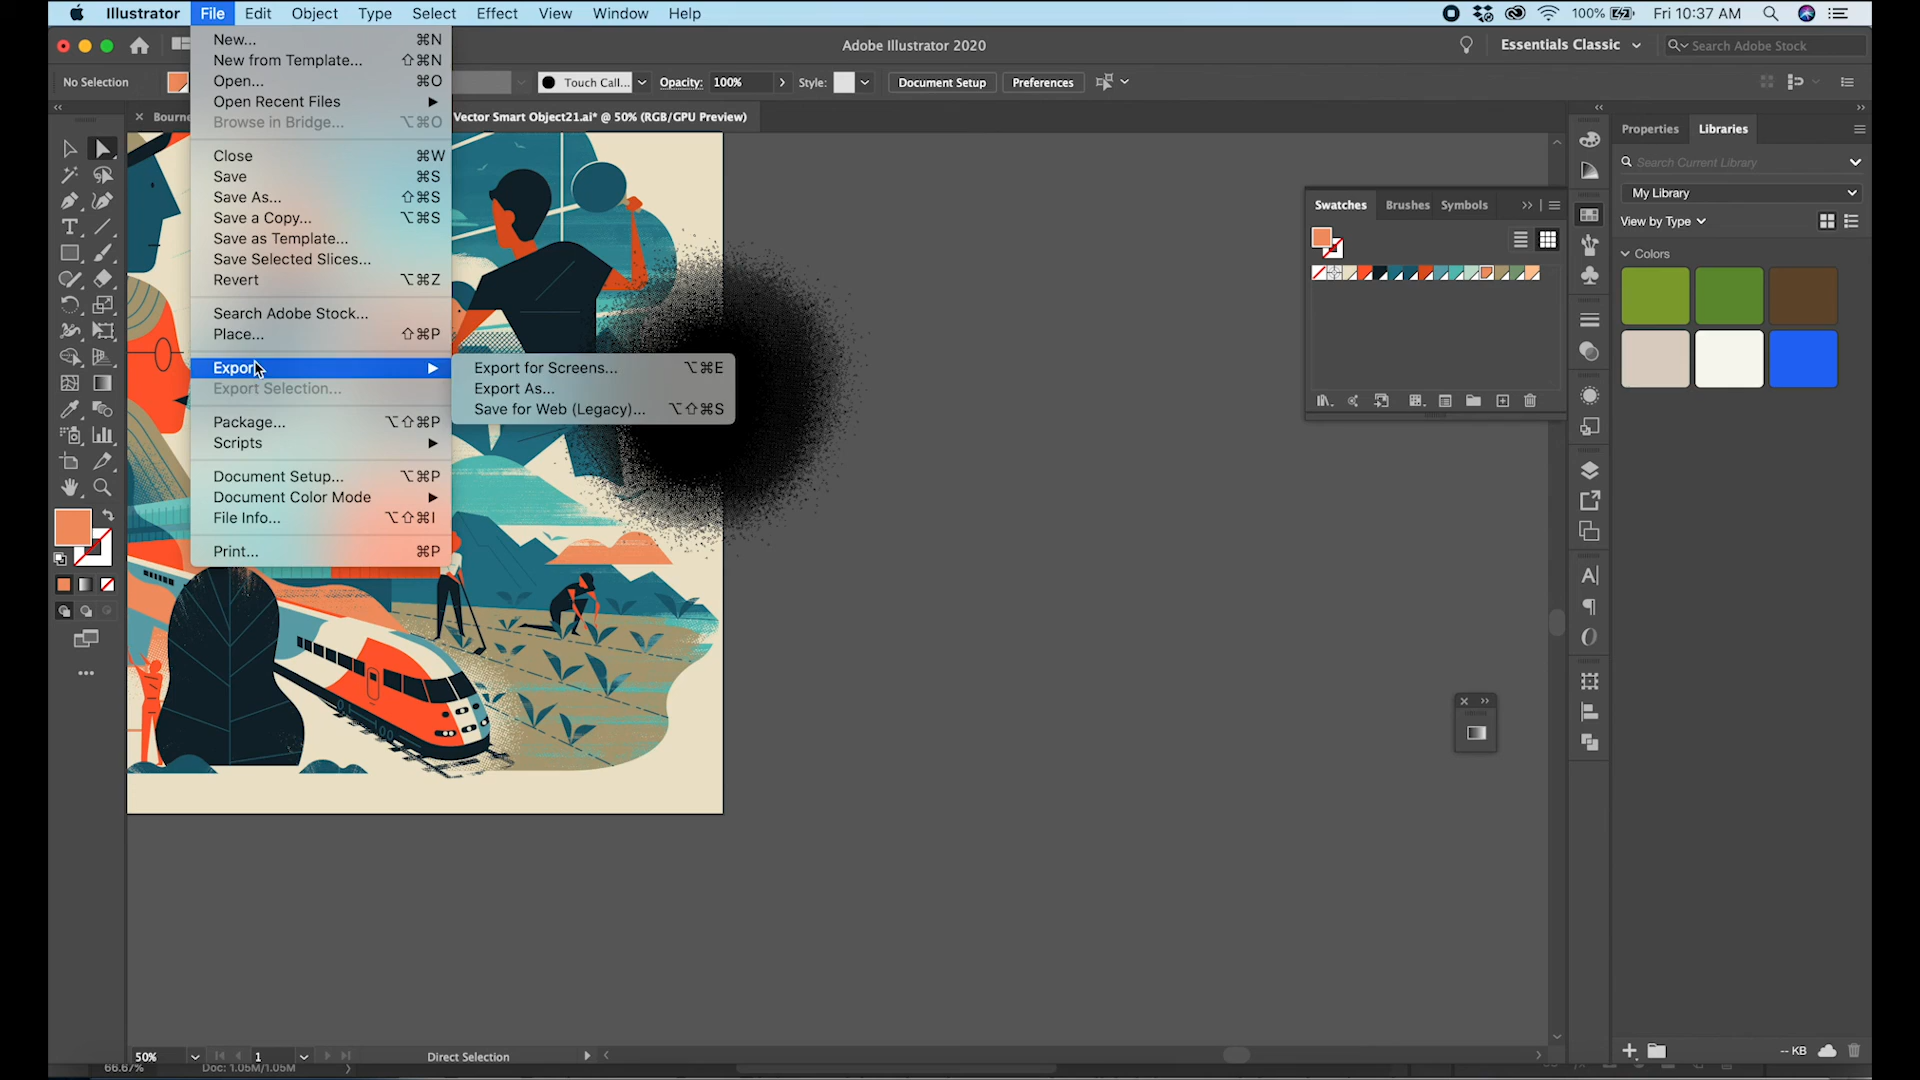 Illustrator File Edit Object Type Select Effect View Window Help
100% Fri 10:37 AM
Adobe Illustrator 2020
Essentials Classic
Search Adobe Stock
No Selection
Touch Call... Opacity: 100% Style: Document Setup Preferences
Bourne
Vector Smart Object21.ai* @ 50% (RGB/GPU Preview)
New... ⌘N
New from Template... ⇧⌘N
Open... ⌘O
Open Recent Files
Browse in Bridge... ⌥⌘O
Close ⌘W
Save ⌘S
Save As... ⇧⌘S
Save a Copy... ⌥⌘S
Save as Template...
Save Selected Slices...
Revert ⌥⌘Z
Search Adobe Stock...
Place... ⇧⌘P
Export
Export Selection...
Package... ⌥⇧⌘P
Scripts
Document Setup... ⌥⌘P
Document Color Mode
File Info... ⌥⇧⌘I
Print... ⌘P
Export for Screens... ⌥⌘E
Export As...
Save for Web (Legacy)... ⌥⇧⌘S
Swatches Brushes Symbols
Properties Libraries
Search Current Library
My Library
View by Type
Colors
-- KB
50% 1 Direct Selection
66.67% Doc: 1.05M/1.05M